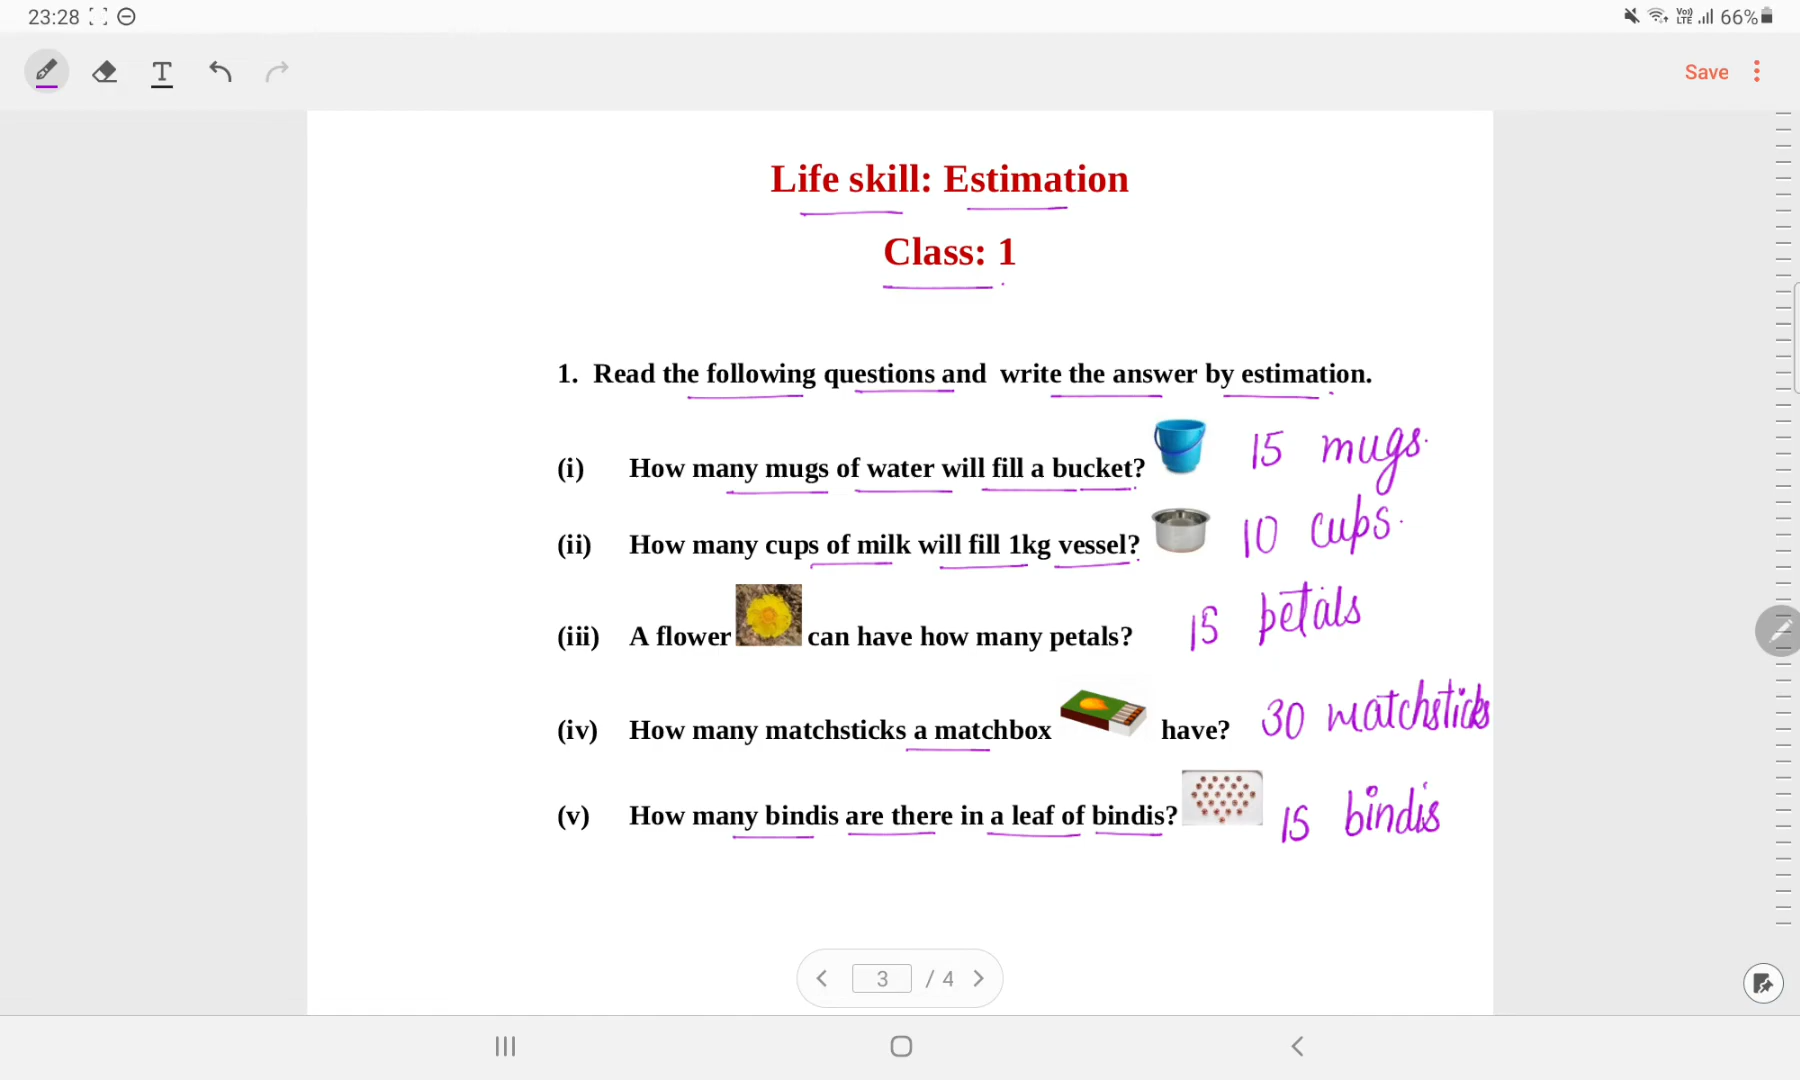 23:28 66%
Save
Life skill: Estimation
Class: 1
1. Read the following questions and write the answer by estimation.
(i) How many mugs of water will fill a bucket? 15 mugs.
(ii) How many cups of milk will fill 1kg vessel? 10 cups.
(iii) A flower can have how many petals? 15 petals
(iv) How many matchsticks a matchbox have? 30 matchsticks
(v) How many bindis are there in a leaf of bindis? 15 bindis
3 / 4